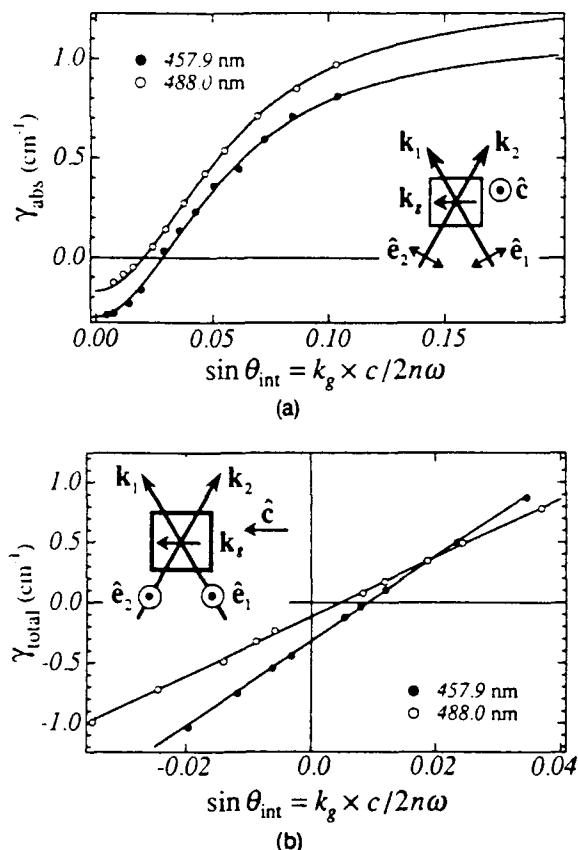 1.0
● 457.9 nm
○ 488.0 nm
γabs (cm⁻¹)
0.5
0.0
k₁
k₂
ĉ
kg
ê₂
ê₁
0.00
0.05
0.10
0.15
sin θint = kg × c/2nω
(a)
1.0
k₁
k₂
ĉ
kg
ê₂
ê₁
γtotal (cm⁻¹)
0.5
0.0
-0.5
-1.0
● 457.9 nm
○ 488.0 nm
-0.02
0.0
0.02
0.04
sin θint = kg × c/2nω
(b)